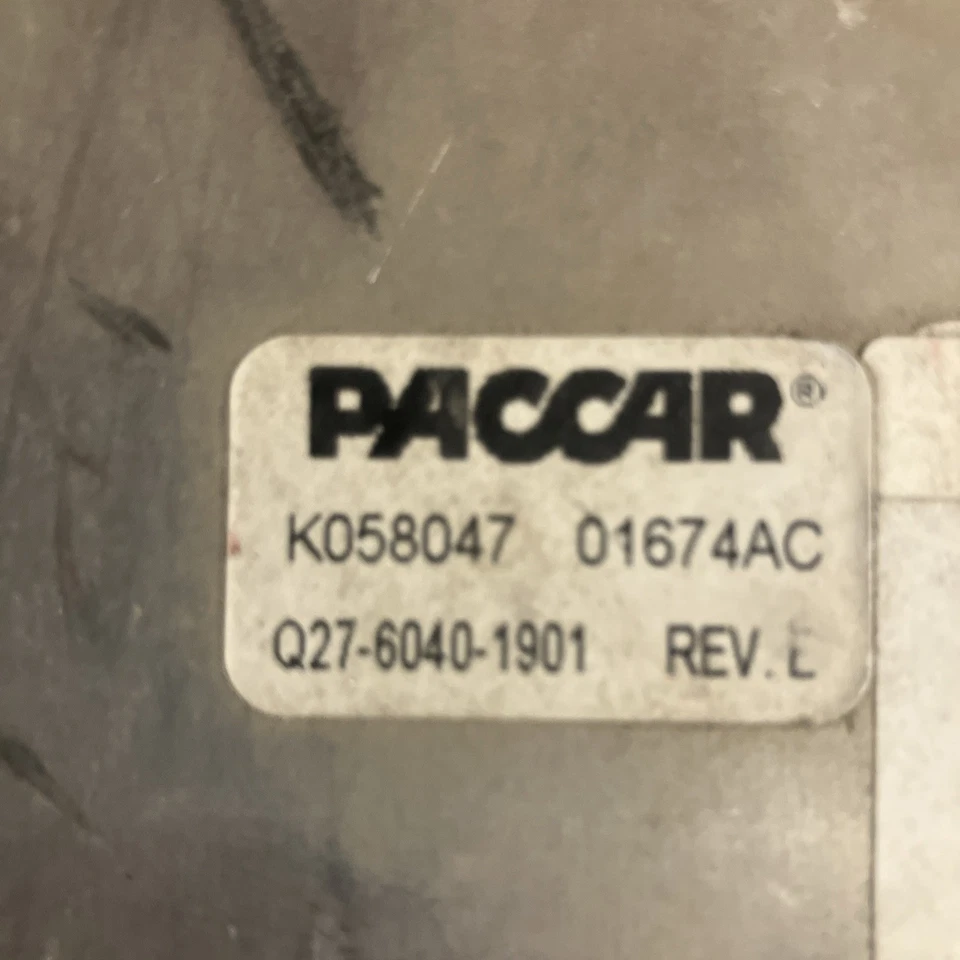 PACCAR®
K058047 01674AC
Q27-6040-1901 REV. L